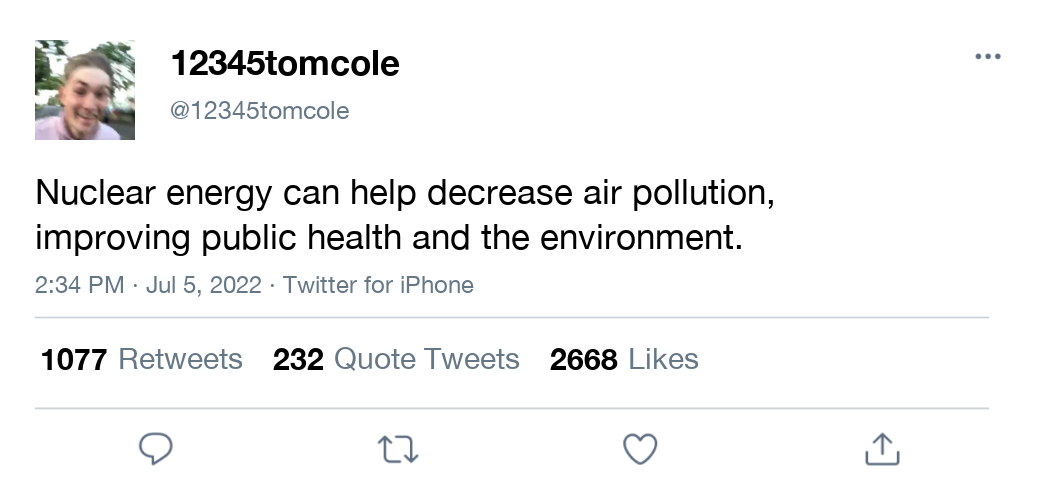 12345tomcole
@12345tomcole
Nuclear energy can help decrease air pollution,
improving public health and the environment.
2:34 PM · Jul 5, 2022 · Twitter for iPhone
1077 Retweets 232 Quote Tweets 2668 Likes